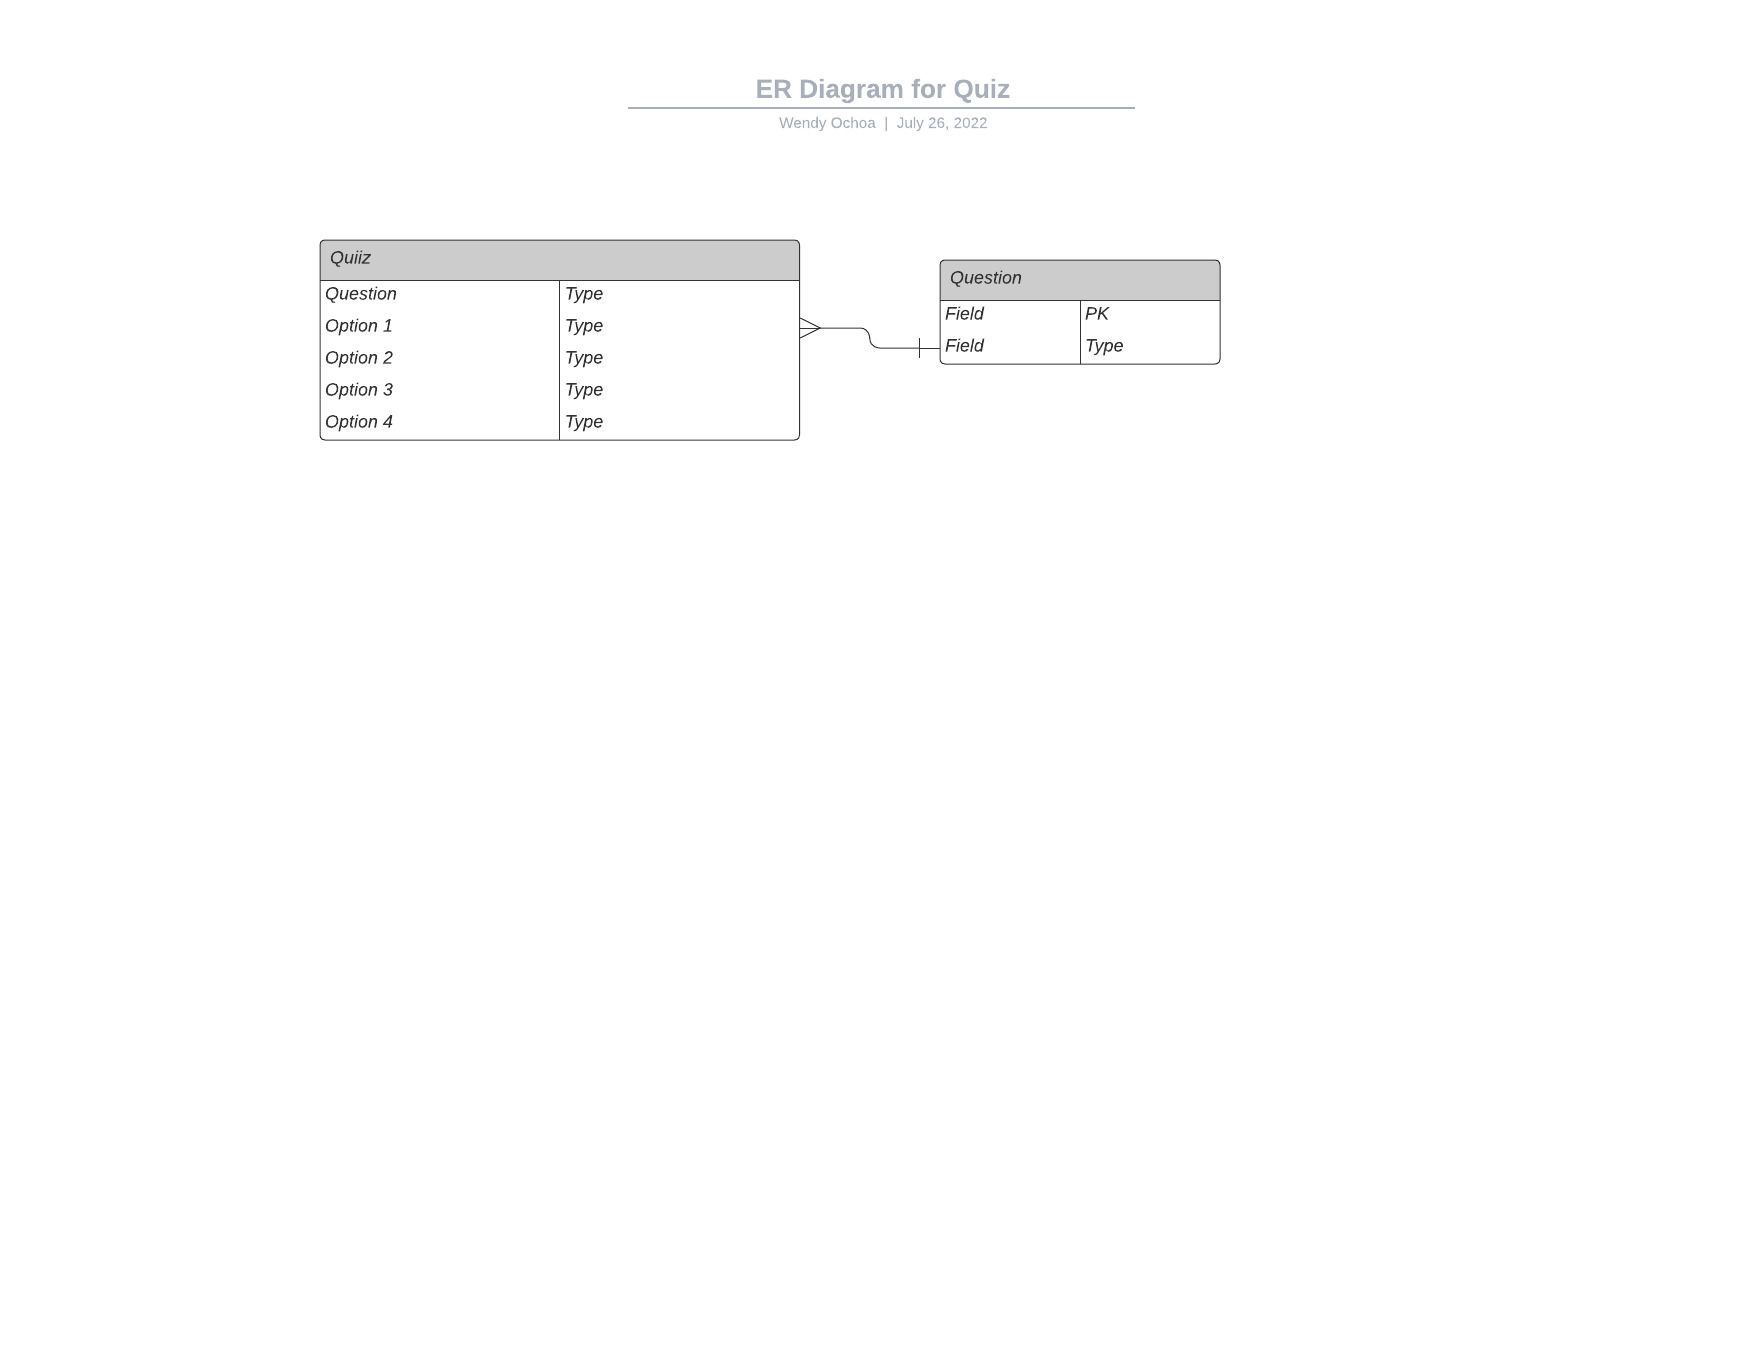 ER Diagram for Quiz
Wendy Ochoa | July 26, 2022
Quiiz
Question Type
Option 1 Type
Option 2 Type
Option 3 Type
Option 4 Type
Question
Field PK
Field Type